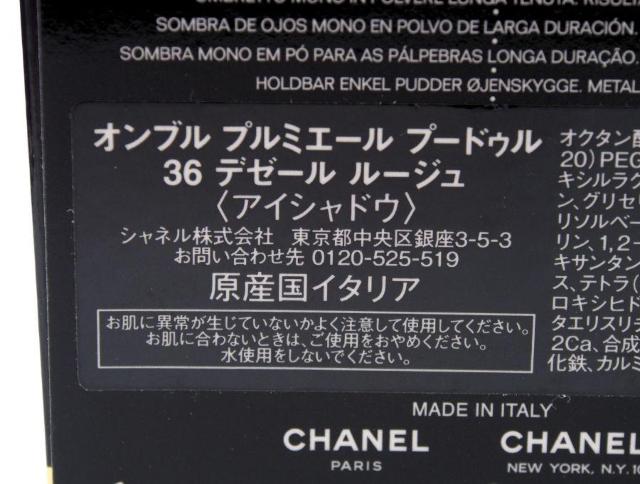 OMBRETTO MONO IN POLVERE LUNGA TENUTA.
SOMBRA DE OJOS MONO EN POLVO DE LARGA DURACIÓN.
SOMBRA MONO EM PÓ PARA AS PÁLPEBRAS LONGA DURAÇÃO.
HOLDBAR ENKEL PUDDER ØJENSKYGGE. METAL
オンブル プルミエール プードゥル
36 デゼール ルージュ
〈アイシャドウ〉
シャネル株式会社 東京都中央区銀座3-5-3
お問い合わせ先 0120-525-519
原産国イタリア
お肌に異常が生じていないかよく注意して使用してください。
お肌に合わないときは、ご使用をおやめください。
水使用をしないでください。
オクタン酸
20)PEG
キシルラク
ン、グリセリ
リソルベー
リン、1,2
キサンタン
ス、テトラ(
ロキシヒト
タエリスリ
2Ca、合成
化鉄、カルミ
MADE IN ITALY
CHANEL
PARIS
CHANEL
NEW YORK, N.Y. 10